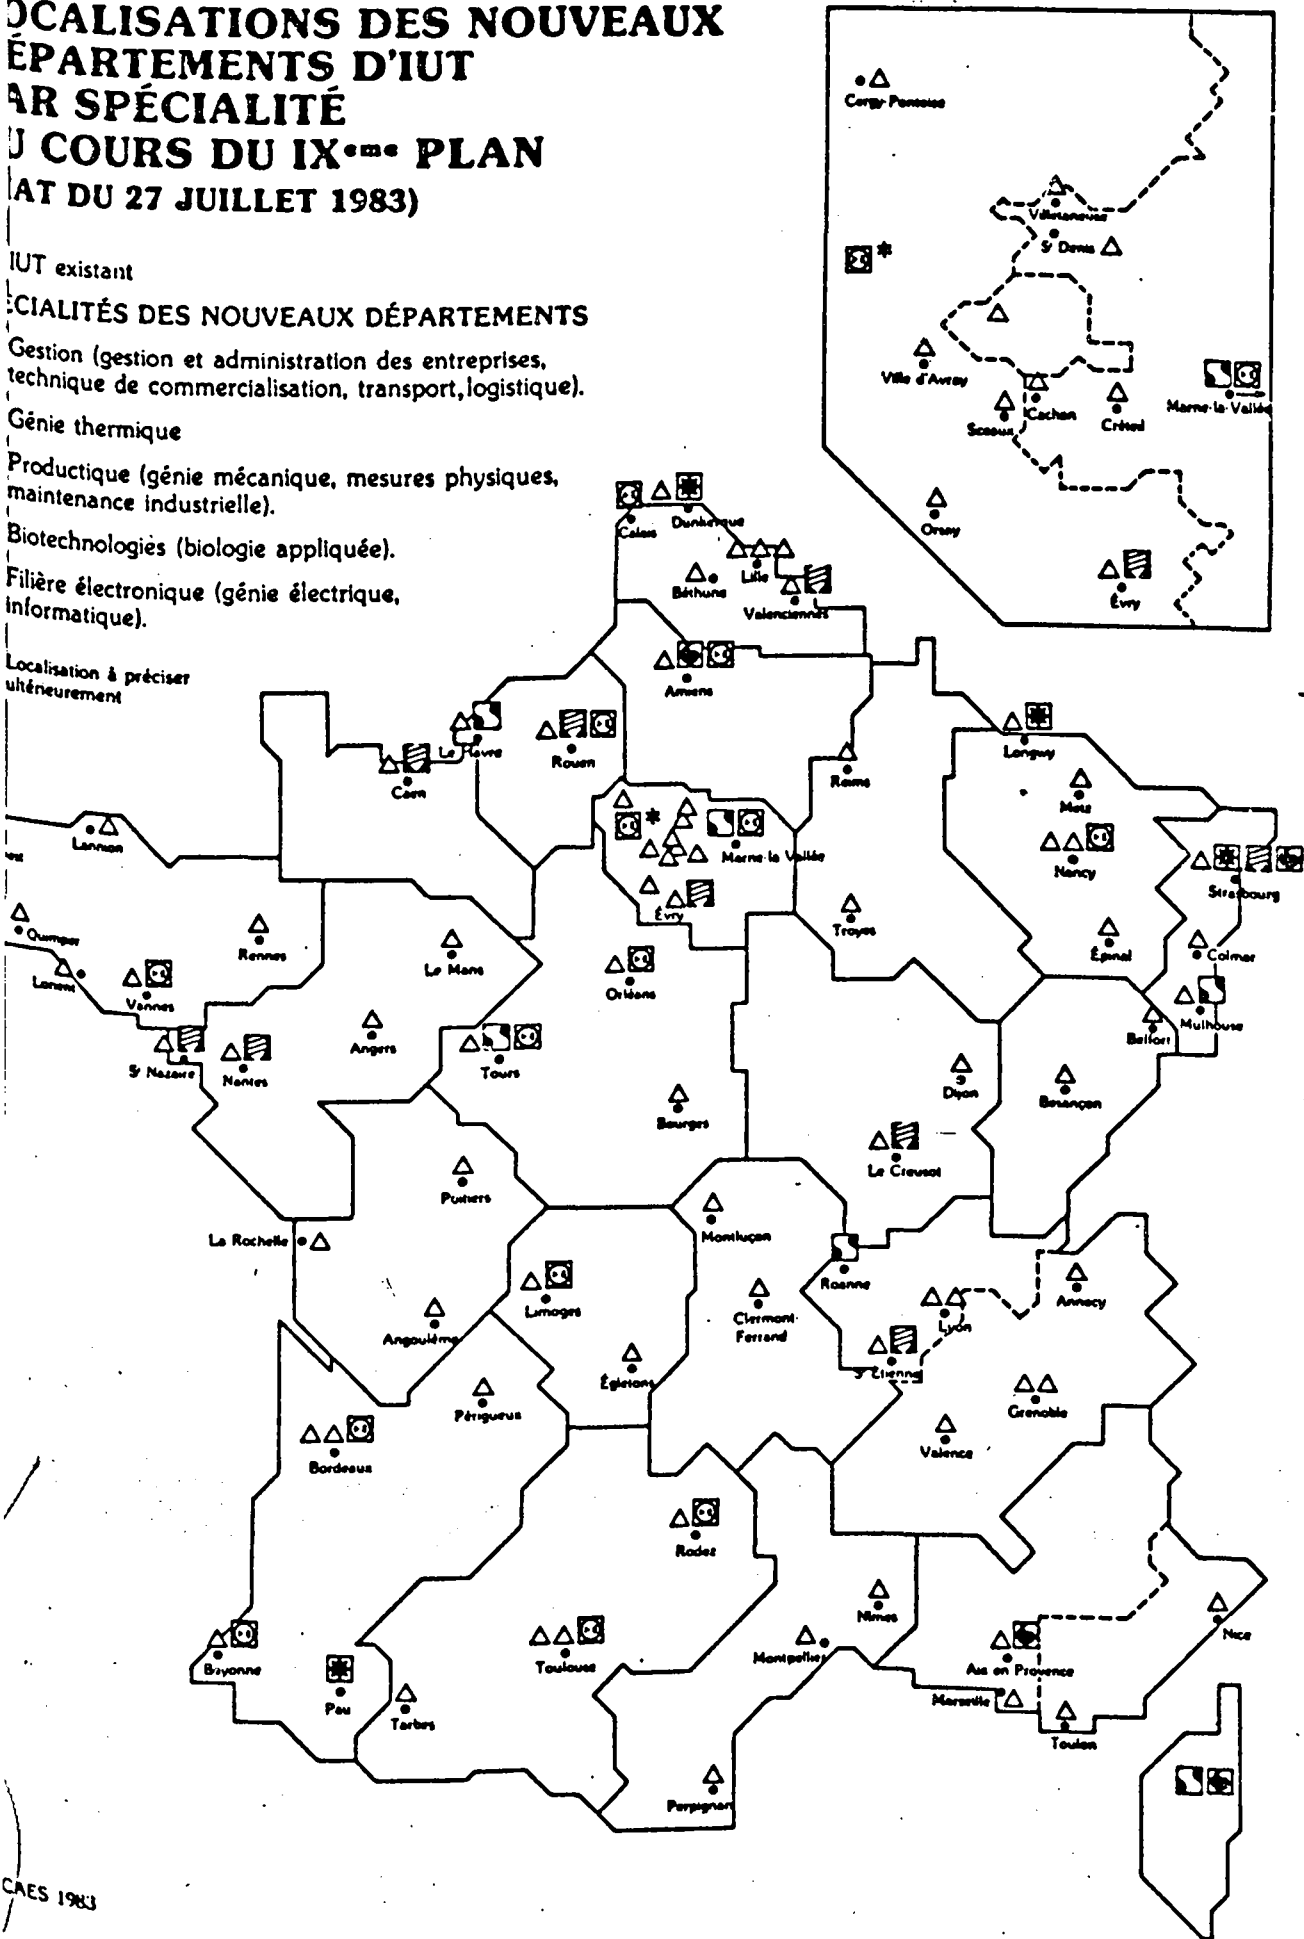 OCALISATIONS DES NOUVEAUX
ÉPARTEMENTS D'IUT
AR SPÉCIALITÉ
U COURS DU IXeme PLAN
AT DU 27 JUILLET 1983)
IUT existant
CIALITÉS DES NOUVEAUX DÉPARTEMENTS
Gestion (gestion et administration des entreprises,
technique de commercialisation, transport, logistique).
Génie thermique
Productique (génie mécanique, mesures physiques,
maintenance industrielle).
Biotechnologies (biologie appliquée).
Filière électronique (génie électrique,
informatique).
Localisation à préciser
ultérieurement
Cergy-Pontoise
Villetaneuse
St Denis
*
Ville d'Avray
Marne-la-Vallée
Cachan
Sceaux
Créteil
Orsay
Évry
Calais
Dunkerque
Lille
Béthune
Valenciennes
Amiens
Le Havre
Rouen
Caen
Reims
Longwy
Metz
Nancy
Strasbourg
*
Marne-la-Vallée
Évry
Lannion
Quimper
Rennes
Le Mans
Troyes
Épinal
Colmar
Lorient
Vannes
Orléans
Mulhouse
Belfort
St Nazaire
Nantes
Angers
Tours
Dijon
Besançon
Bourges
Le Creusot
Poitiers
Montluçon
La Rochelle
Roanne
Annecy
Limoges
Clermont-
Ferrand
Lyon
Angoulême
Égletons
St Etienne
Périgueux
Grenoble
Valence
Bordeaux
Rodez
Nîmes
Nice
Bayonne
Toulouse
Montpellier
Aix en Provence
Pau
Tarbes
Marseille
Toulon
Perpignan
CAES 1983